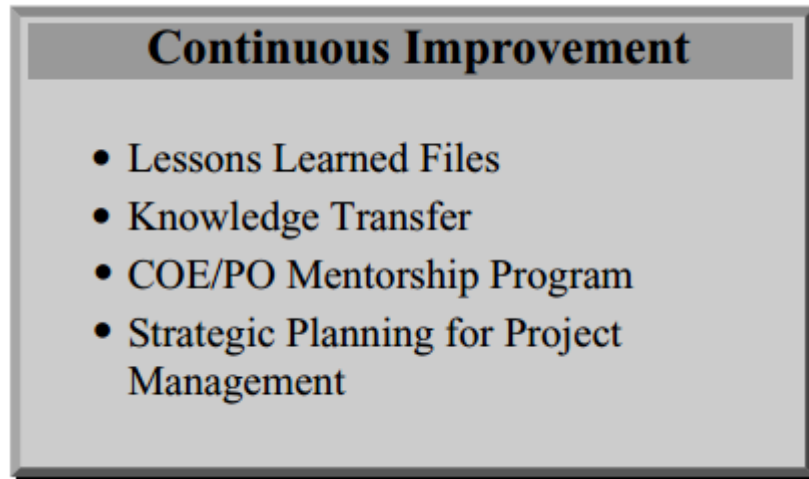 Continuous Improvement
• Lessons Learned Files
• Knowledge Transfer
• COE/PO Mentorship Program
• Strategic Planning for Project
Management